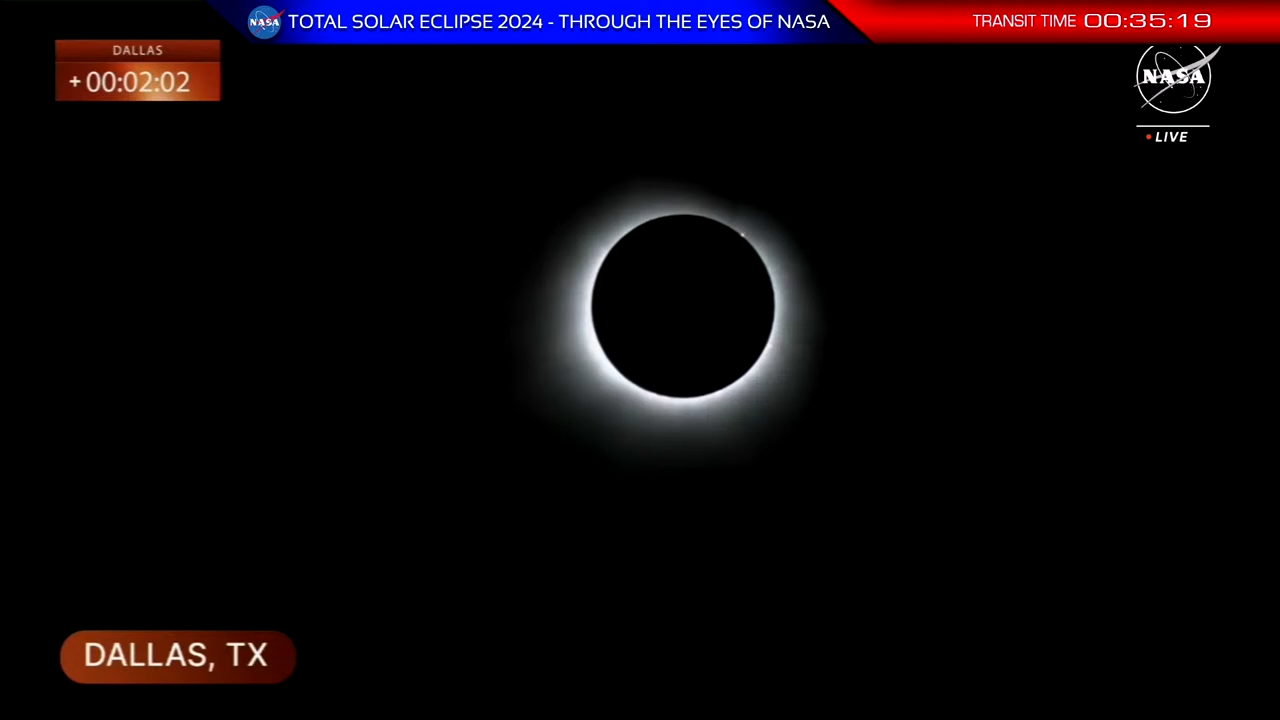 NASA TOTAL SOLAR ECLIPSE 2024 - THROUGH THE EYES OF NASA
TRANSIT TIME 00:35:19
DALLAS
+ 00:02:02
NASA
• LIVE
DALLAS, TX